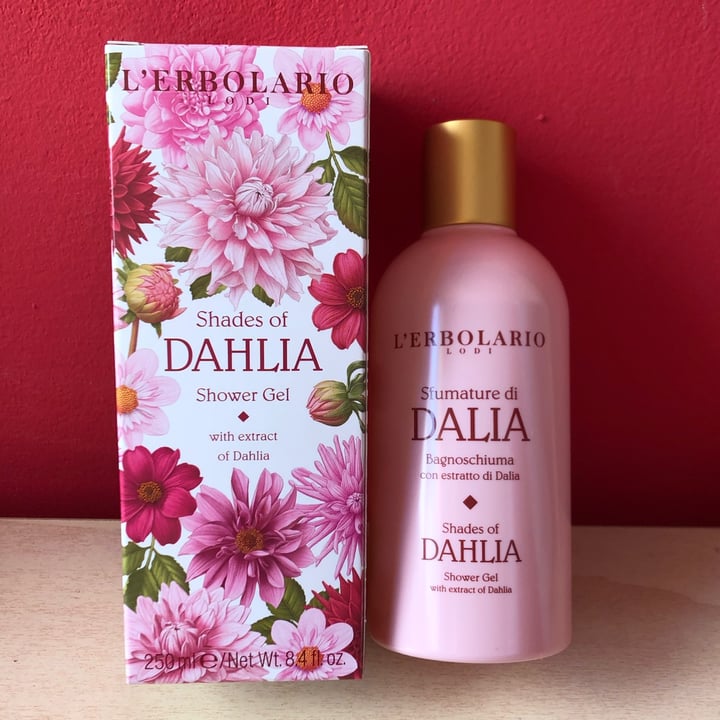 L'ERBOLARIO
LODI
Shades of
DAHLIA
Shower Gel
with extract
of Dahlia
250 ml e/Net Wt. 8.4 fl. oz.
L'ERBOLARIO
LODI
Sfumature di
DALIA
Bagnoschiuma
con estratto di Dalia
Shades of
DAHLIA
Shower Gel
with extract of Dahlia